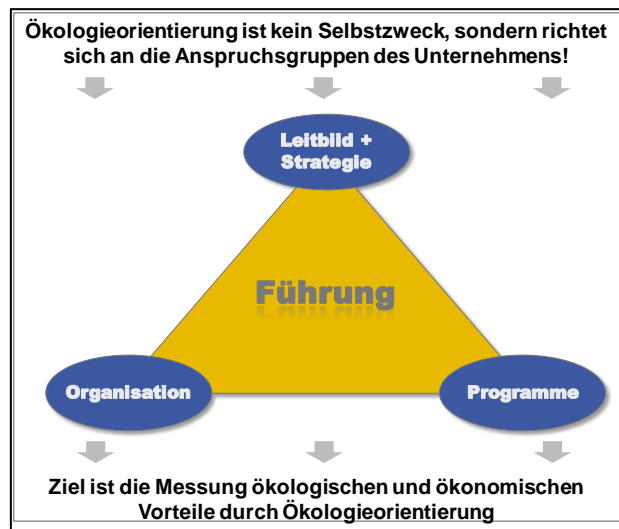 Ökologieorientierung ist kein Selbstzweck, sondern richtet
sich an die Anspruchsgruppen des Unternehmens!
Leitbild +
Strategie
Führung
Organisation
Programme
Ziel ist die Messung ökologischen und ökonomischen
Vorteile durch Ökologieorientierung